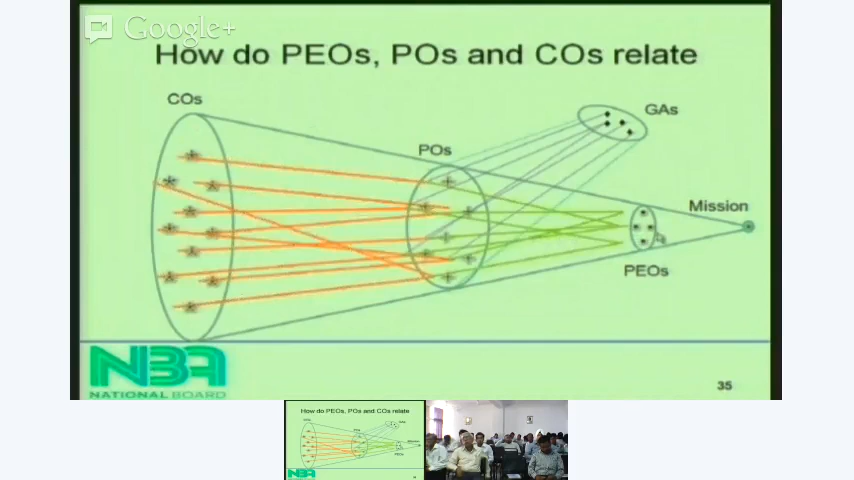 Google+
How do PEOs, POs and COs relate
COs
GAs
POs
Mission
PEOs
NBA
NATIONAL BOARD
35
How do PEOs, POs and COs relate